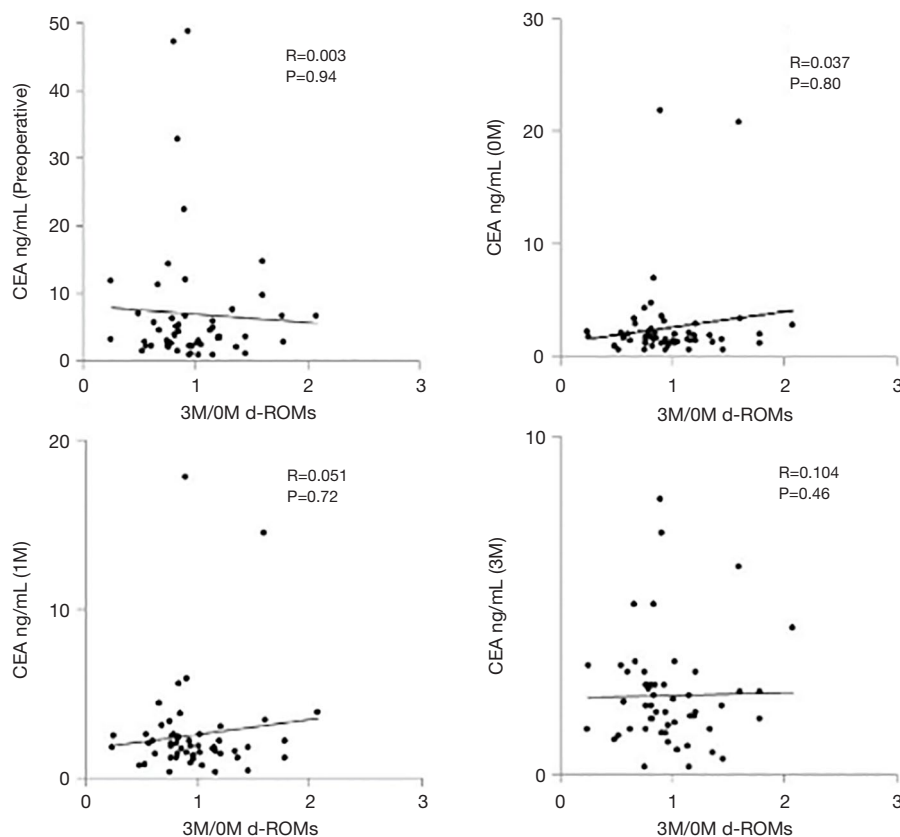 50
40
30
20
10
0
CEA ng/mL (Preoperative)
R=0.003
P=0.94
0
1
2
3
3M/0M d-ROMs
30
20
10
0
CEA ng/mL (0M)
R=0.037
P=0.80
0
1
2
3
3M/0M d-ROMs
20
10
0
CEA ng/mL (1M)
R=0.051
P=0.72
0
1
2
3
3M/0M d-ROMs
10
0
CEA ng/mL (3M)
R=0.104
P=0.46
0
1
2
3
3M/0M d-ROMs